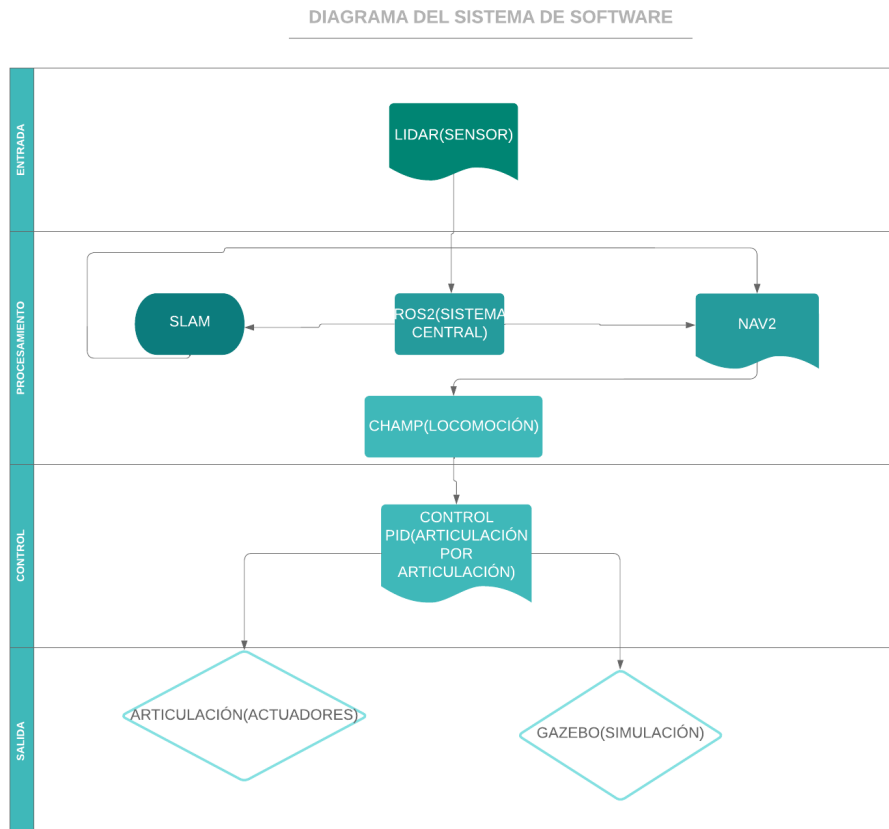 DIAGRAMA DEL SISTEMA DE SOFTWARE
ENTRADA
LIDAR(SENSOR)
PROCESAMIENTO
SLAM
ROS2(SISTEMA
CENTRAL)
NAV2
CHAMP(LOCOMOCIÓN)
CONTROL
CONTROL
PID(ARTICULACIÓN
POR
ARTICULACIÓN)
SALIDA
ARTICULACIÓN(ACTUADORES)
GAZEBO(SIMULACIÓN)